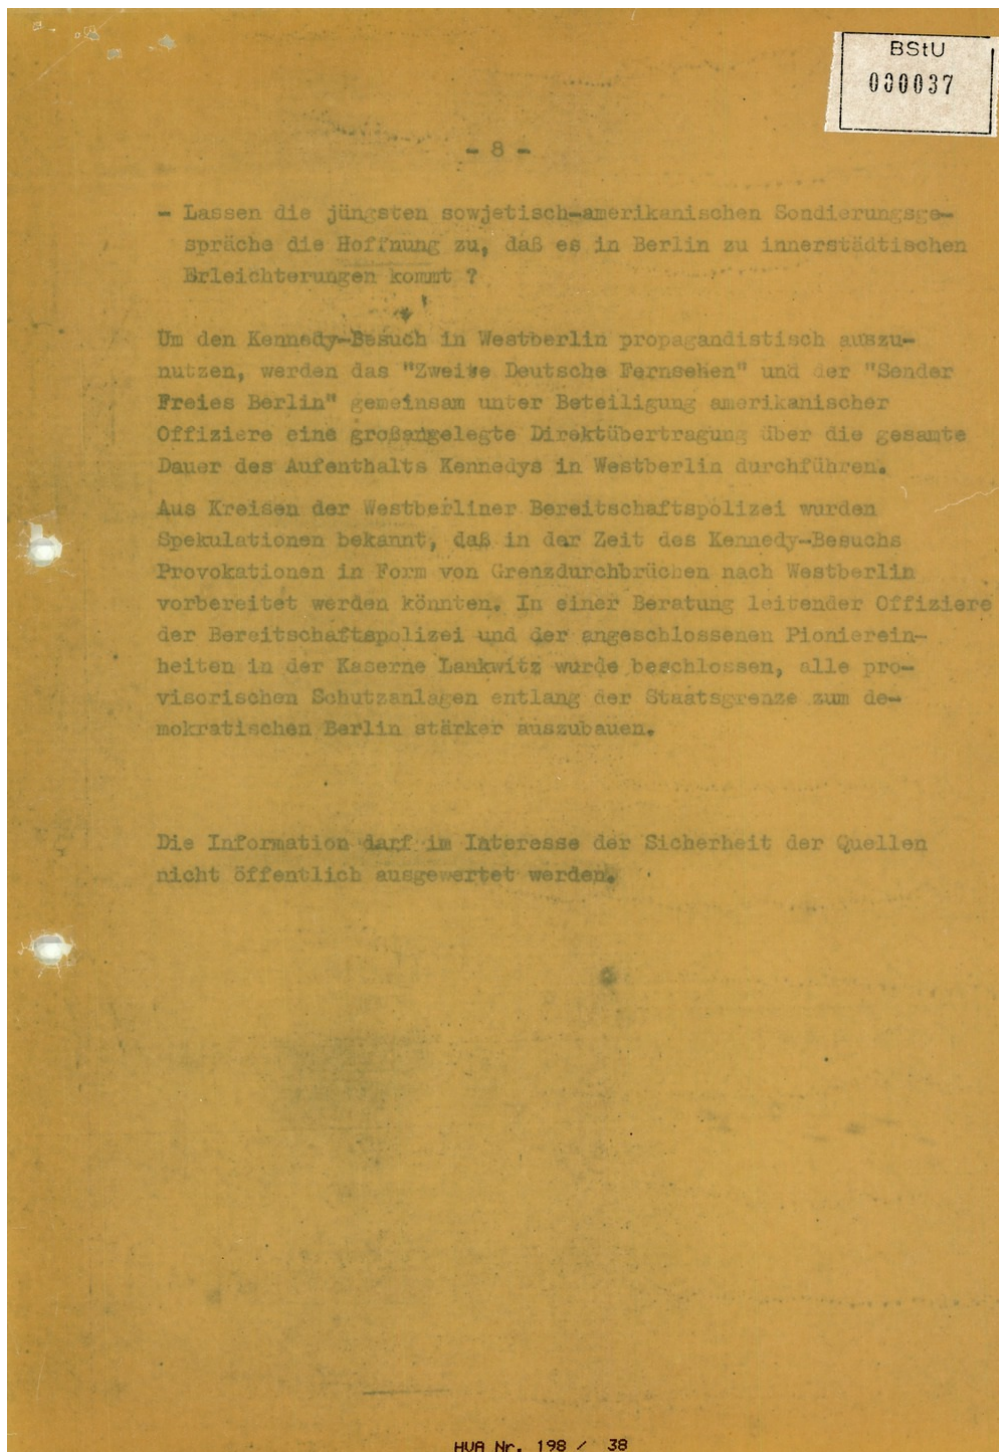 BStU
000037
- 8 -
- Lassen die jüngsten sowjetisch-amerikanischen Sondierungsge-
spräche die Hoffnung zu, daß es in Berlin zu innerstädtischen
Erleichterungen kommt ?
Um den Kennedy-Besuch in Westberlin propagandistisch auszu-
nutzen, werden das "Zweite Deutsche Fernsehen" und der "Sender
Freies Berlin" gemeinsam unter Beteiligung amerikanischer
Offiziere eine großangelegte Direktübertragung über die gesamte
Dauer des Aufenthalts Kennedys in Westberlin durchführen.
Aus Kreisen der Westberliner Bereitschaftspolizei wurden
Spekulationen bekannt, daß in der Zeit des Kennedy-Besuchs
Provokationen in Form von Grenzdurchbrüchen nach Westberlin
vorbereitet werden könnten. In einer Beratung leitender Offiziere
der Bereitschaftspolizei und der angeschlossenen Pionierein-
heiten in der Kaserne Lankwitz wurde beschlossen, alle pro-
visorischen Schutzanlagen entlang der Staatsgrenze zum de-
mokratischen Berlin stärker auszubauen.
Die Information darf im Interesse der Sicherheit der Quellen
nicht öffentlich ausgewertet werden.
HVA Nr. 198 / 38